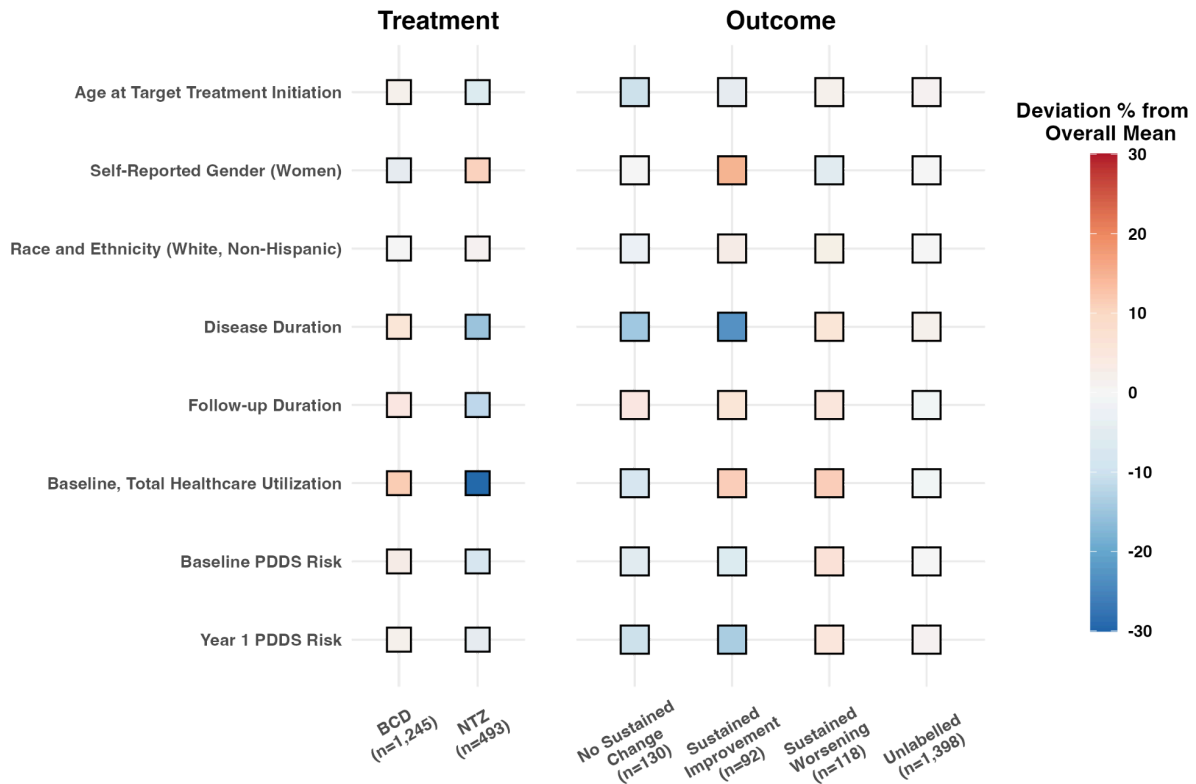 Treatment
Outcome
Age at Target Treatment Initiation
Self-Reported Gender (Women)
Race and Ethnicity (White, Non-Hispanic)
Disease Duration
Follow-up Duration
Baseline, Total Healthcare Utilization
Baseline PDDS Risk
Year 1 PDDS Risk
BCD
(n=1,245)
NTZ
(n=493)
No Sustained
Change
(n=130)
Sustained
Improvement
(n=92)
Sustained
Worsening
(n=118)
Unlabelled
(n=1,398)
Deviation % from
Overall Mean
30
20
10
0
-10
-20
-30